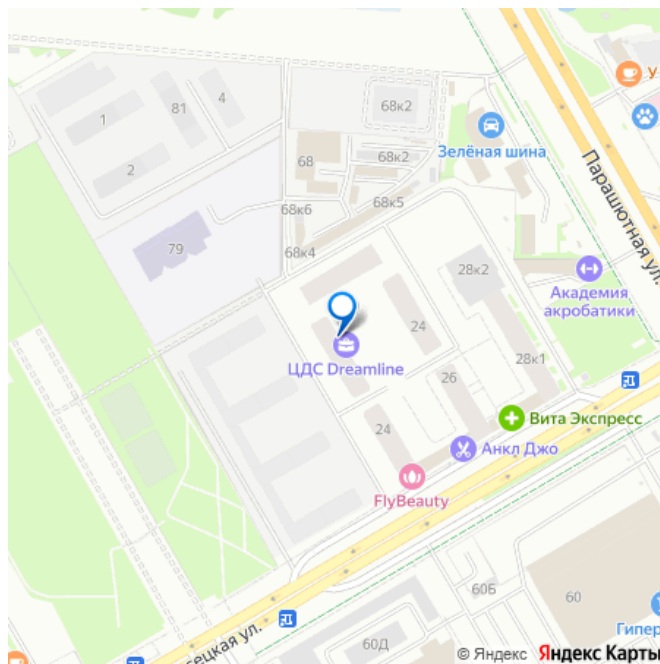 68к2
4
81
1
2
У
Зелёная шина
68
68к2
68к5
68к6
68к4
Парашютная ул.
79
28к2
Академия
акробатики
24
ЦДС Dreamline
28к1
26
Вита Экспресс
24
Анкл Джо
FlyBeauty
60Б
60
Гипер
60Д
ецкая ул.
© Яндекс Яндекс Карты